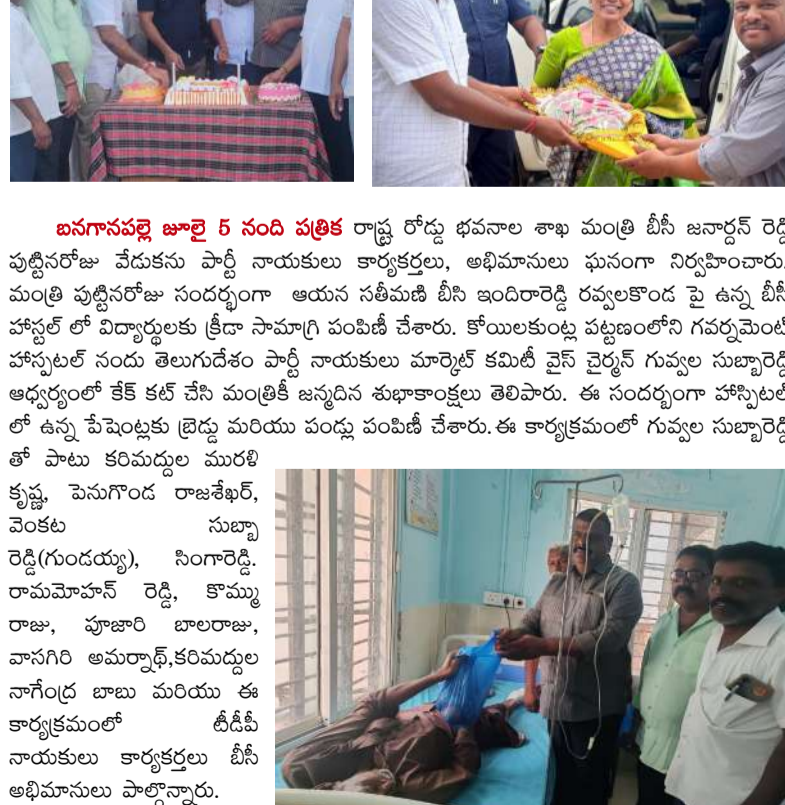 బనగానపల్లె జూలై 5 నంది పత్రిక రాష్ట్ర రోడ్డు భవనాల శాఖ మంత్రి బీసీ జనార్దన్ రెడ్డి
పుట్టినరోజు వేడుకను పార్టీ నాయకులు కార్యకర్తలు, అభిమానులు ఘనంగా నిర్వహించారు.
మంత్రి పుట్టినరోజు సందర్భంగా ఆయన సతీమణి బీసి ఇందిరారెడ్డి రవ్వలకొండ పై ఉన్న బీసీ
హాస్టల్ లో విద్యార్థులకు క్రీడా సామాగ్రి పంపిణీ చేశారు. కోయిలకుంట్ల పట్టణంలోని గవర్నమెంట్
హాస్పటల్ నందు తెలుగుదేశం పార్టీ నాయకులు మార్కెట్ కమిటీ వైస్ చైర్మన్ గువ్వల సుబ్బారెడ్డి
ఆధ్వర్యంలో కేక్ కట్ చేసి మంత్రికీ జన్మదిన శుభాకాంక్షలు తెలిపారు. ఈ సందర్భంగా హాస్పిటల్
లో ఉన్న పేషెంట్లకు బ్రెడ్డు మరియు పండ్లు పంపిణీ చేశారు. ఈ కార్యక్రమంలో గువ్వల సుబ్బారెడ్డి
తో పాటు కరిమద్దుల మురళి
కృష్ణ, పెనుగొండ రాజశేఖర్,
వెంకట సుబ్బా
రెడ్డి(గుండయ్య), సింగారెడ్డి.
రామమోహన్ రెడ్డి, కొమ్ము
రాజు, పూజారి బాలరాజు,
వాసగిరి అమర్నాథ్,కరిమద్దుల
నాగేంద్ర బాబు మరియు ఈ
కార్యక్రమంలో టీడీపీ
నాయకులు కార్యకర్తలు బీసీ
అభిమానులు పాల్గొన్నారు.